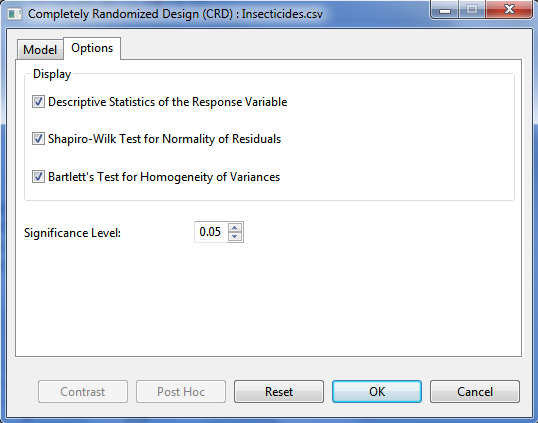 Completely Randomized Design (CRD) : Insecticides.csv
Model Options
Display
Descriptive Statistics of the Response Variable
Shapiro-Wilk Test for Normality of Residuals
Bartlett's Test for Homogeneity of Variances
Significance Level: 0.05
Contrast Post Hoc Reset OK Cancel